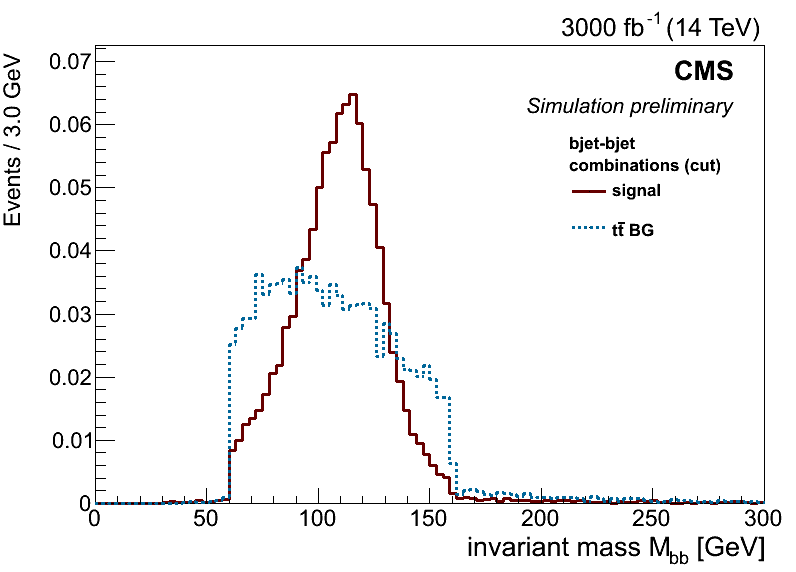 3000 fb⁻¹ (14 TeV)
CMS
Simulation preliminary
bjet-bjet
combinations (cut)
signal
tt̄ BG
Events / 3.0 GeV
0.07
0.06
0.05
0.04
0.03
0.02
0.01
0
0 50 100 150 200 250 300
invariant mass M_bb [GeV]